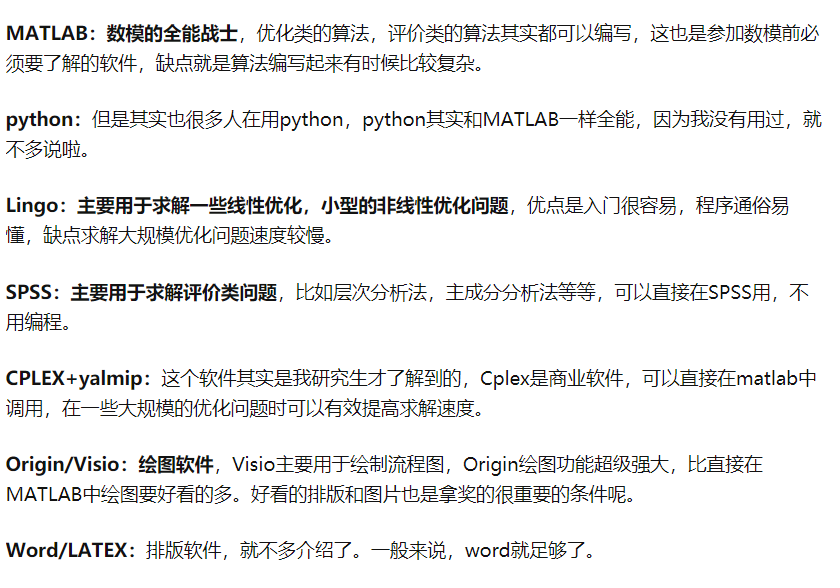 MATLAB：数模的全能战士，优化类的算法，评价类的算法其实都可以编写，这也是参加数模前必
须要了解的软件，缺点就是算法编写起来有时候比较复杂。
python：但是其实也很多人在用python，python其实和MATLAB一样全能，因为我没有用过，就
不多说啦。
Lingo：主要用于求解一些线性优化，小型的非线性优化问题，优点是入门很容易，程序通俗易
懂，缺点求解大规模优化问题速度较慢。
SPSS：主要用于求解评价类问题，比如层次分析法，主成分分析法等等，可以直接在SPSS用，不
用编程。
CPLEX+yalmip：这个软件其实是我研究生才了解到的，Cplex是商业软件，可以直接在matlab中
调用，在一些大规模的优化问题时可以有效提高求解速度。
Origin/Visio：绘图软件，Visio主要用于绘制流程图，Origin绘图功能超级强大，比直接在
MATLAB中绘图要好看的多。好看的排版和图片也是拿奖的很重要的条件呢。
Word/LATEX：排版软件，就不多介绍了。一般来说，word就足够了。